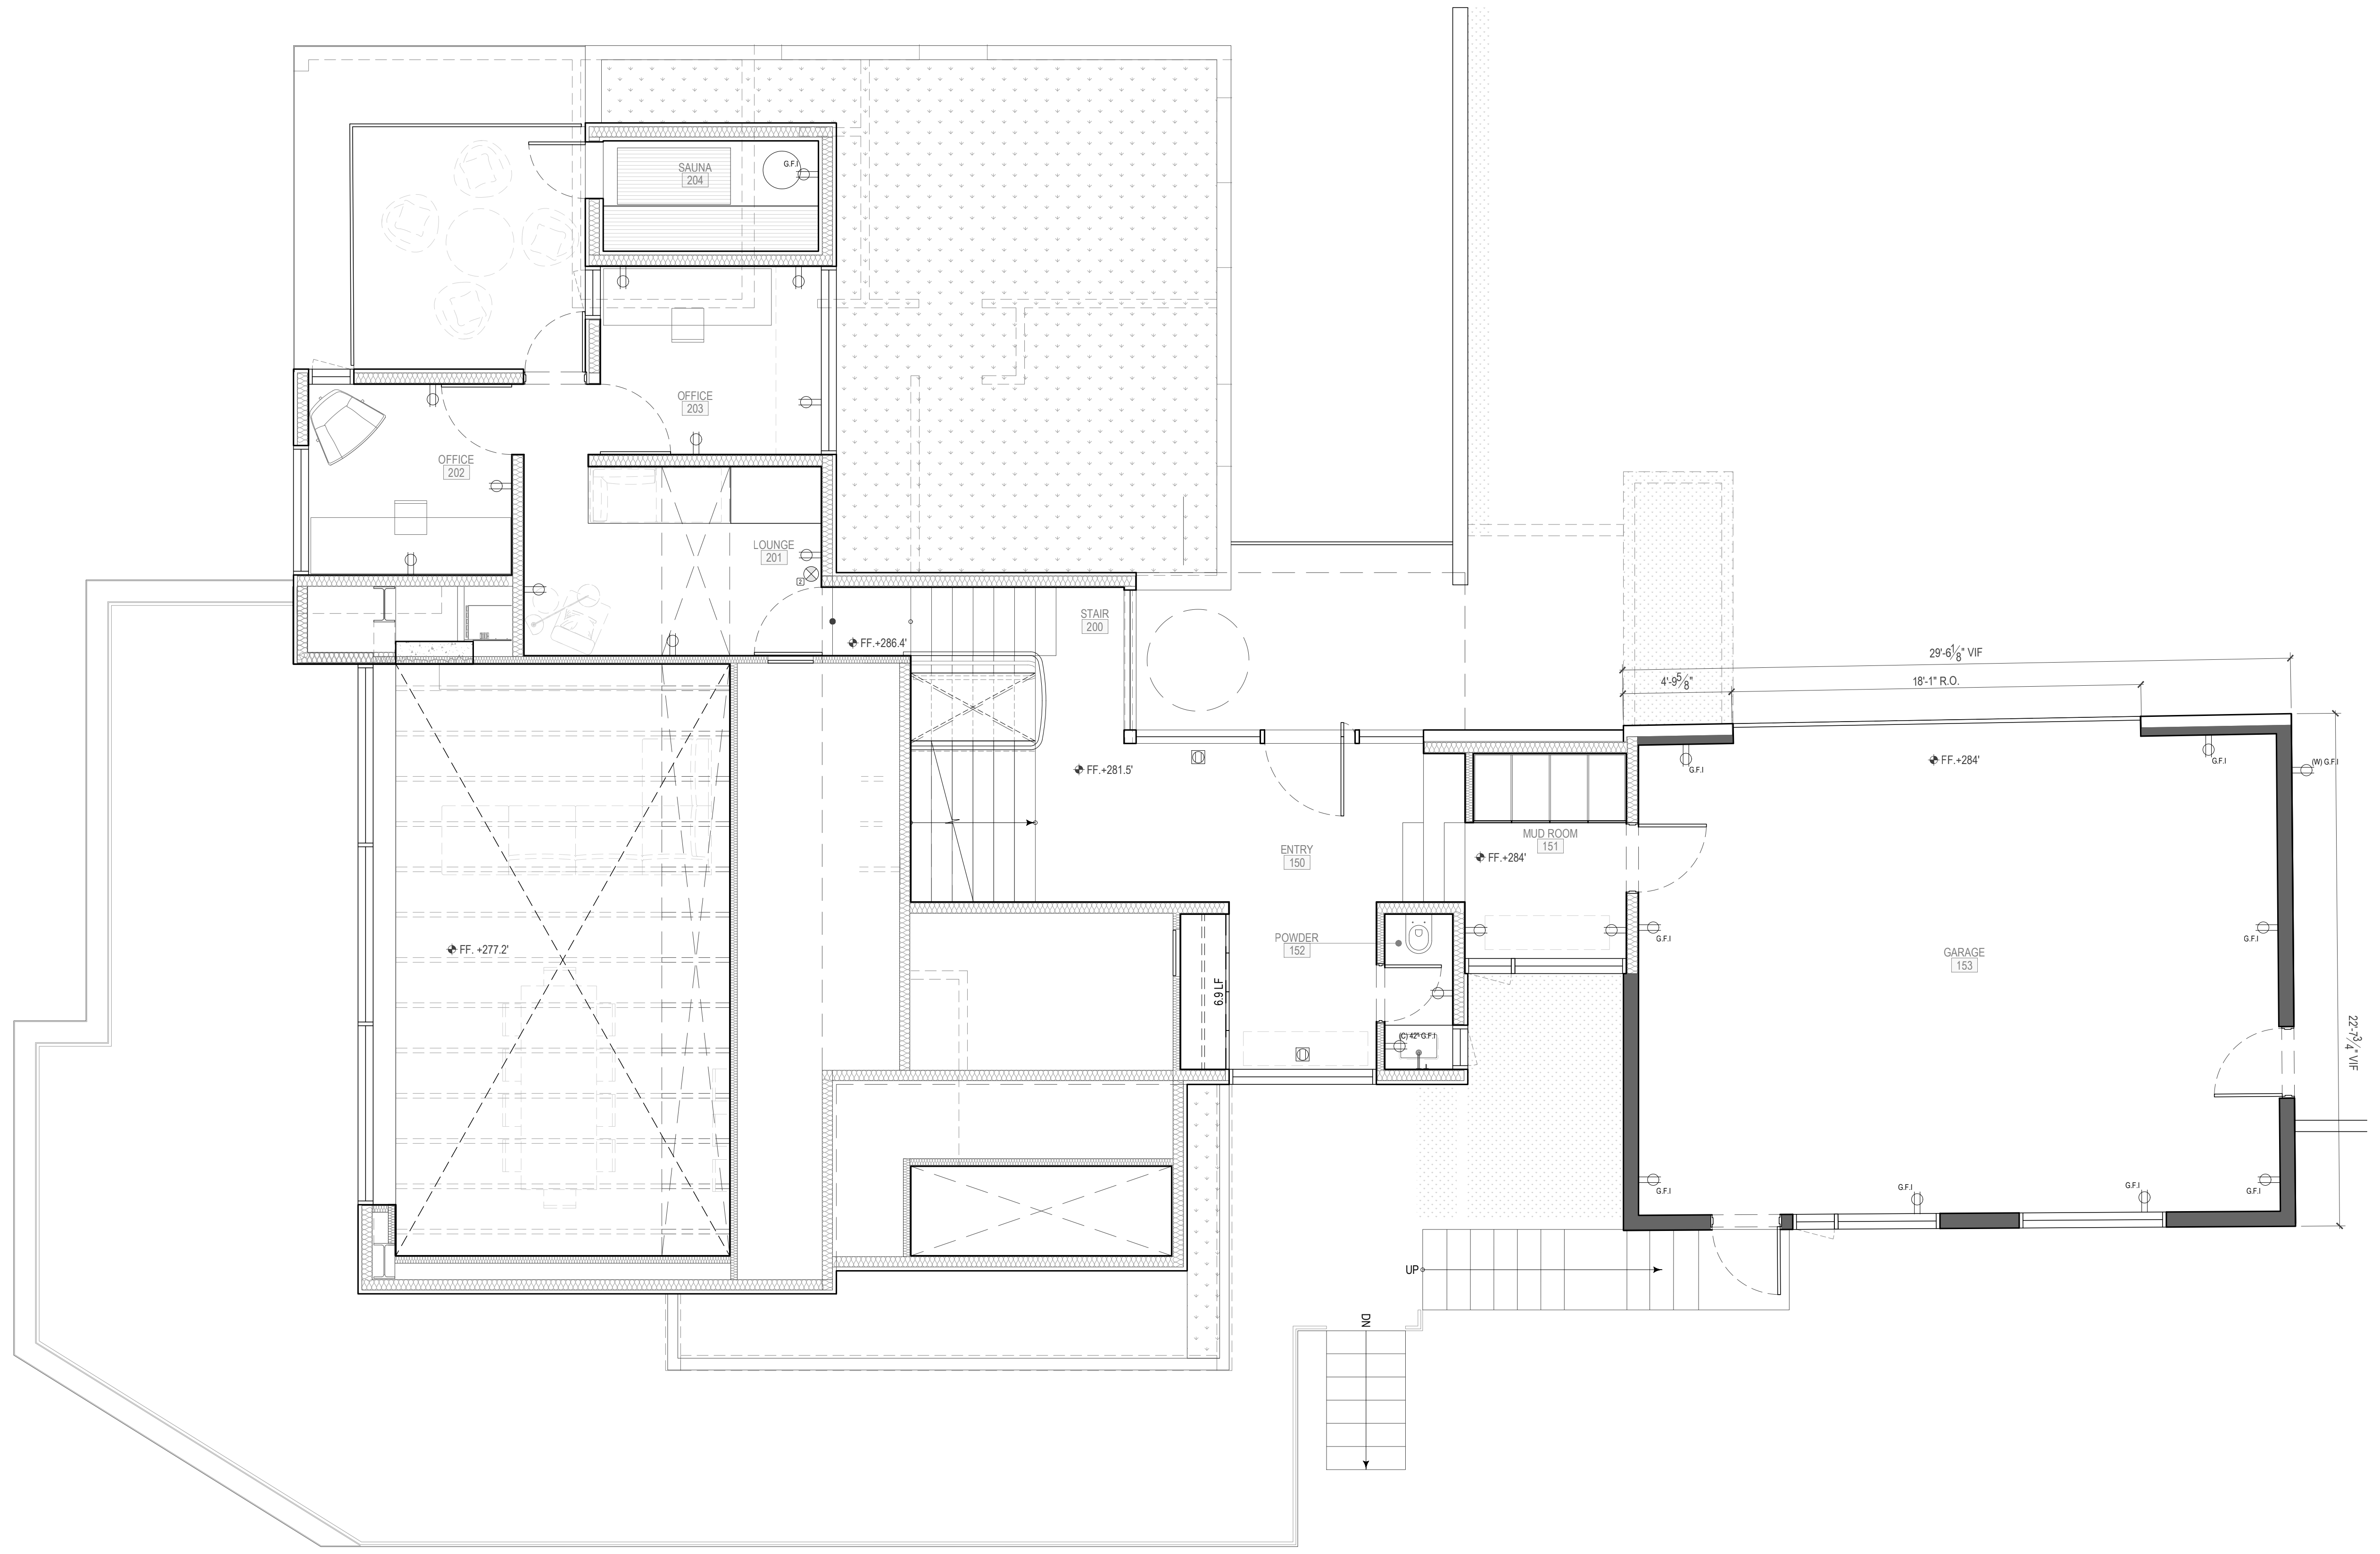 G.F.I
SAUNA
204
OFFICE
203
OFFICE
202
LOUNGE
201
2
STAIR
200
FF.+286.4'
29'-6 1/8" VIF
4'-9 5/8"
18'-1" R.O.
FF.+281.5'
FF.+284'
G.F.I
G.F.I
(W) G.F.I
MUD ROOM
151
ENTRY
150
FF.+284'
POWDER
152
FF. +277.2'
GARAGE
153
G.F.I
G.F.I
6.9 LF
(C) 42" G.F.I
22'-7 3/4" VIF
G.F.I
G.F.I
G.F.I
G.F.I
UP
DN